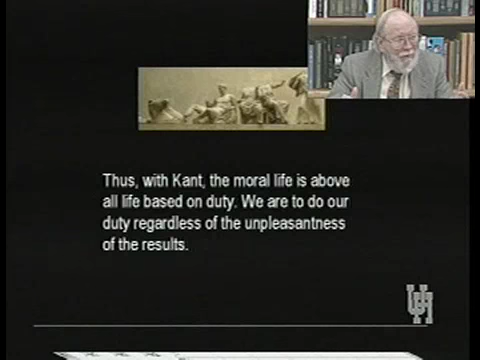 Thus, with Kant, the moral life is above
all life based on duty. We are to do our
duty regardless of the unpleasantness
of the results.
UH